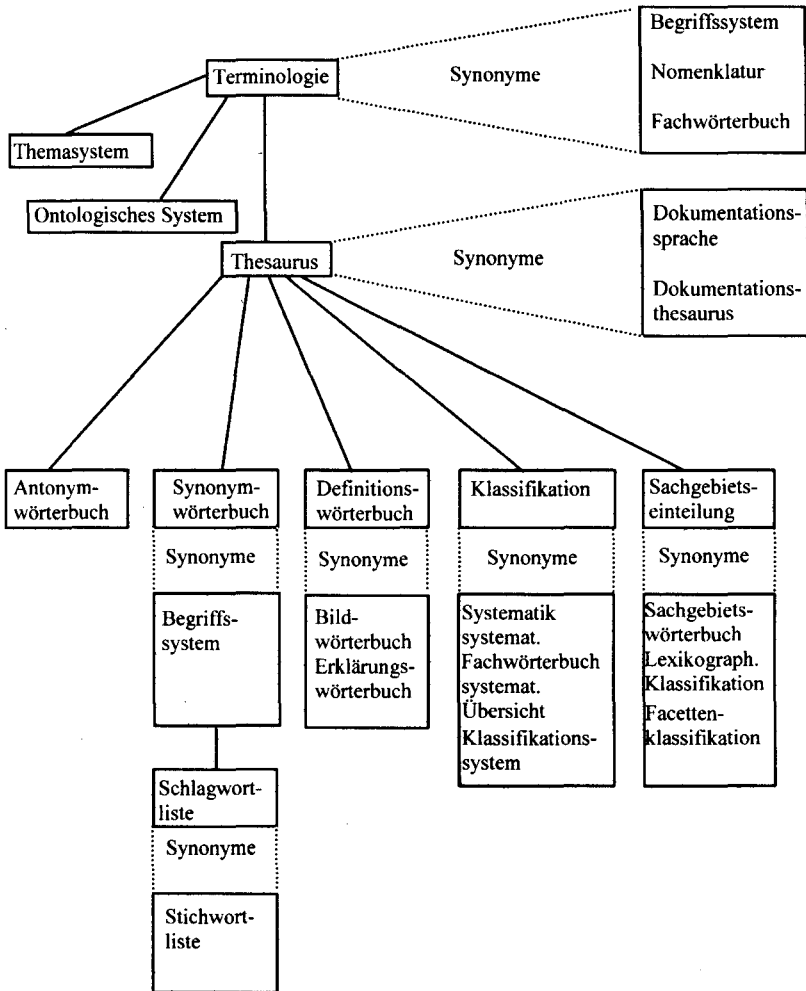 Terminologie
Synonyme
Begriffssystem
Nomenklatur
Fachwörterbuch
Themasystem
Ontologisches System
Thesaurus
Synonyme
Dokumentations-
sprache
Dokumentations-
thesaurus
Antonym-
wörterbuch
Synonym-
wörterbuch
Definitions-
wörterbuch
Klassifikation
Sachgebiets-
einteilung
Synonyme
Synonyme
Synonyme
Synonyme
Begriffs-
system
Bild-
wörterbuch
Erklärungs-
wörterbuch
Systematik
systemat.
Fachwörterbuch
systemat.
Übersicht
Klassifikations-
system
Sachgebiets-
wörterbuch
Lexikograph.
Klassifikation
Facetten-
klassifikation
Schlagwort-
liste
Synonyme
Stichwort-
liste